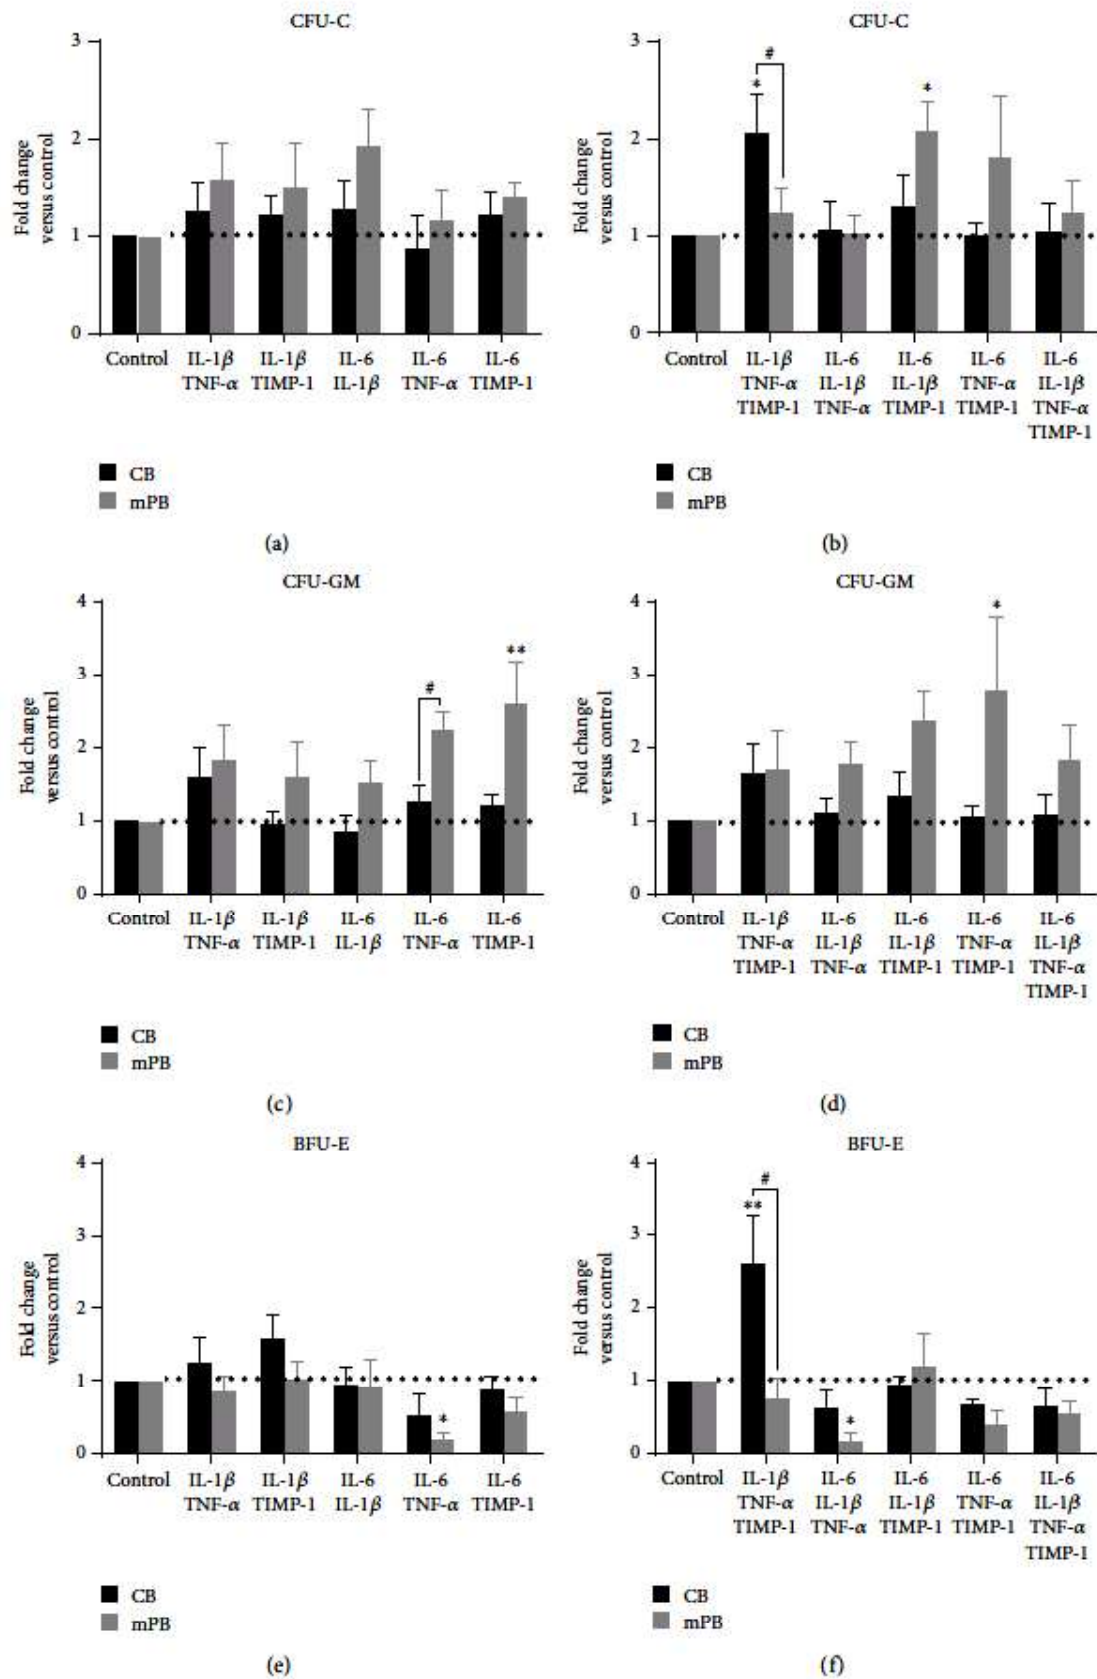 CFU-C
3
2
1
0
Fold change
versus control
*
#
Control
IL-1β
TNF-α
IL-1β
TIMP-1
IL-6
IL-1β
IL-6
TNF-α
IL-6
TIMP-1
CB
mPB
(a)
CFU-C
3
2
1
0
Fold change
versus control
#
*
*
Control
IL-1β
TNF-α
TIMP-1
IL-6
IL-1β
TNF-α
IL-6
IL-1β
TIMP-1
IL-6
TNF-α
TIMP-1
IL-6
IL-1β
TNF-α
TIMP-1
CB
mPB
(b)
CFU-GM
4
3
2
1
0
Fold change
versus control
#
**
Control
IL-1β
TNF-α
IL-1β
TIMP-1
IL-6
IL-1β
IL-6
TNF-α
IL-6
TIMP-1
CB
mPB
(c)
CFU-GM
4
3
2
1
0
Fold change
versus control
*
Control
IL-1β
TNF-α
TIMP-1
IL-6
IL-1β
TNF-α
IL-6
IL-1β
TIMP-1
IL-6
TNF-α
TIMP-1
IL-6
IL-1β
TNF-α
TIMP-1
CB
mPB
(d)
BFU-E
4
3
2
1
0
Fold change
versus control
*
Control
IL-1β
TNF-α
IL-1β
TIMP-1
IL-6
IL-1β
IL-6
TNF-α
IL-6
TIMP-1
CB
mPB
(e)
BFU-E
4
3
2
1
0
Fold change
versus control
#
**
*
Control
IL-1β
TNF-α
TIMP-1
IL-6
IL-1β
TNF-α
IL-6
IL-1β
TIMP-1
IL-6
TNF-α
TIMP-1
IL-6
IL-1β
TNF-α
TIMP-1
CB
mPB
(f)